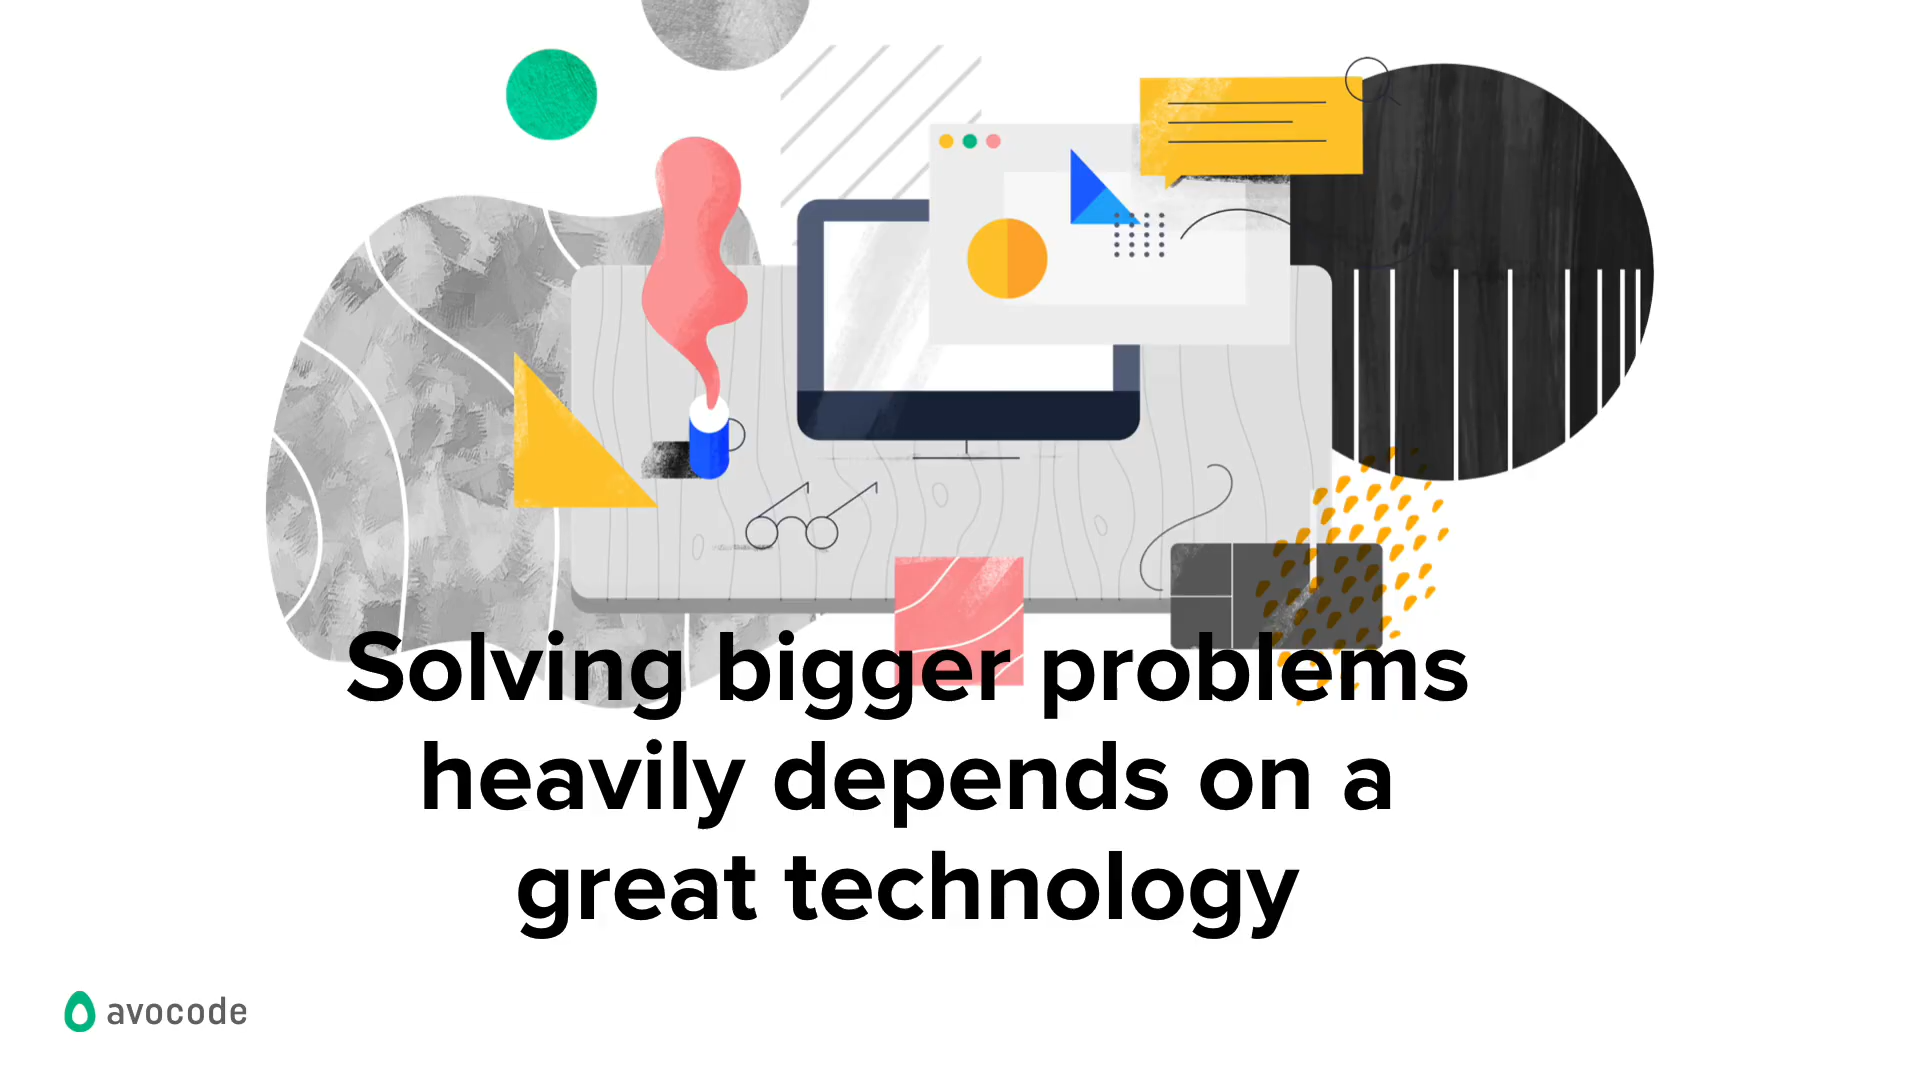 Solving bigger problems
heavily depends on a
great technology
avocode